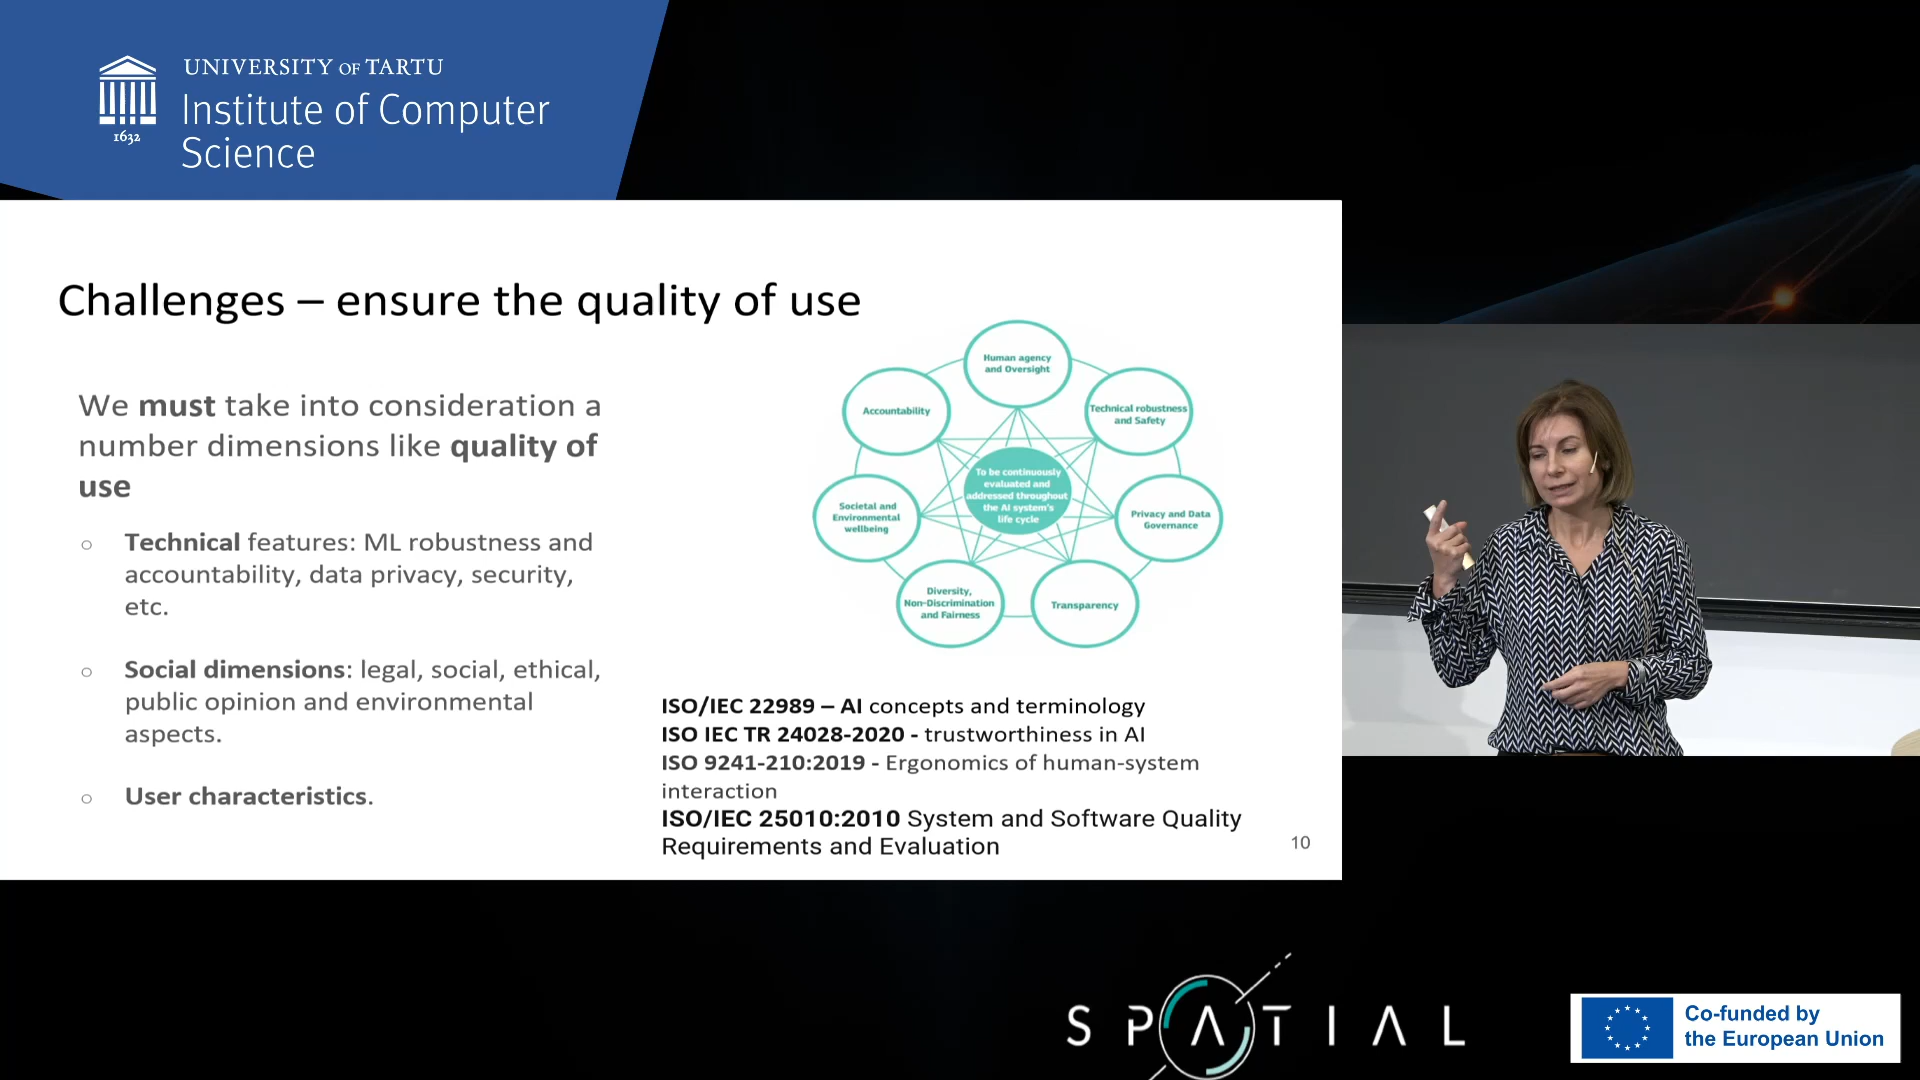 UNIVERSITY OF TARTU
Institute of Computer
Science
1632
Challenges – ensure the quality of use
We must take into consideration a
number dimensions like quality of
use
Technical features: ML robustness and
accountability, data privacy, security,
etc.
Social dimensions: legal, social, ethical,
public opinion and environmental
aspects.
User characteristics.
Human agency
and Oversight
Technical robustness
and Safety
Privacy and Data
Governance
Transparency
Diversity,
Non-Discrimination
and Fairness
Societal and
Environmental
wellbeing
Accountability
To be continuously
evaluated and
addressed throughout
the AI system's
life cycle
ISO/IEC 22989 – AI concepts and terminology
ISO IEC TR 24028-2020 - trustworthiness in AI
ISO 9241-210:2019 - Ergonomics of human-system
interaction
ISO/IEC 25010:2010 System and Software Quality
Requirements and Evaluation
10
SPATIAL
Co-funded by
the European Union